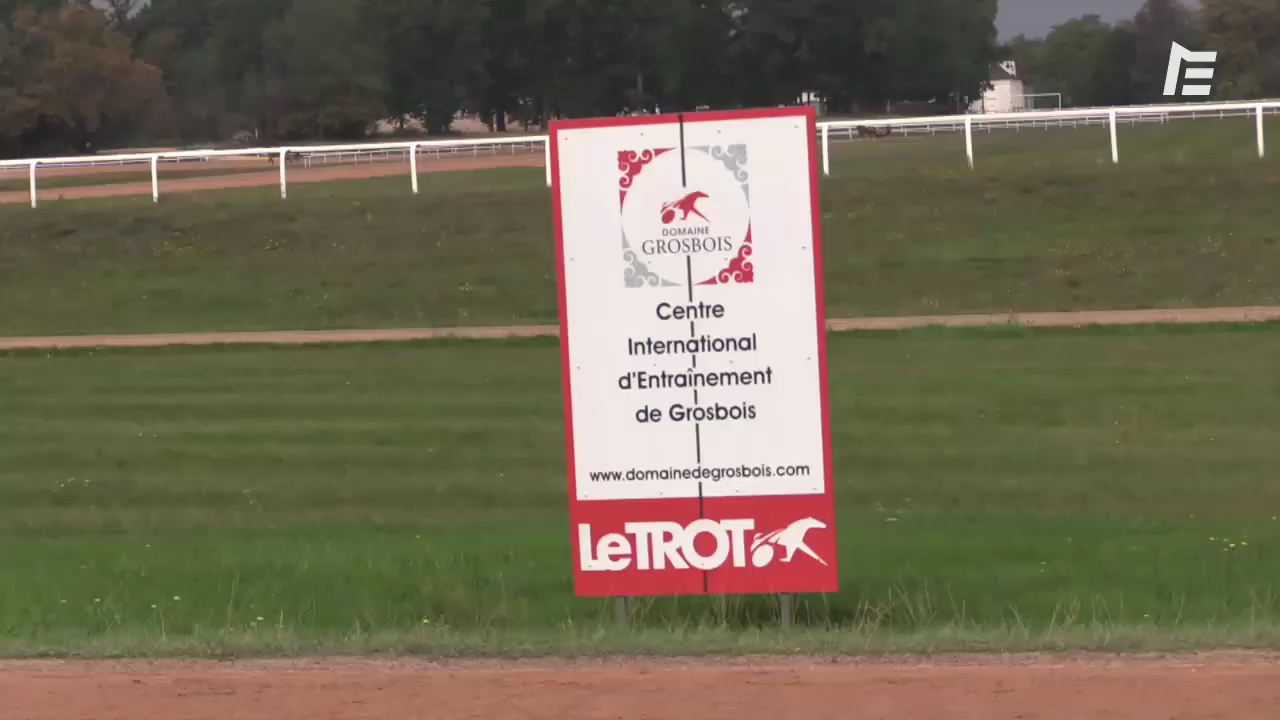 DOMAINE
GROSBOIS
Centre
International
d'Entraînement
de Grosbois
www.domainedegrosbois.com
LeTROT